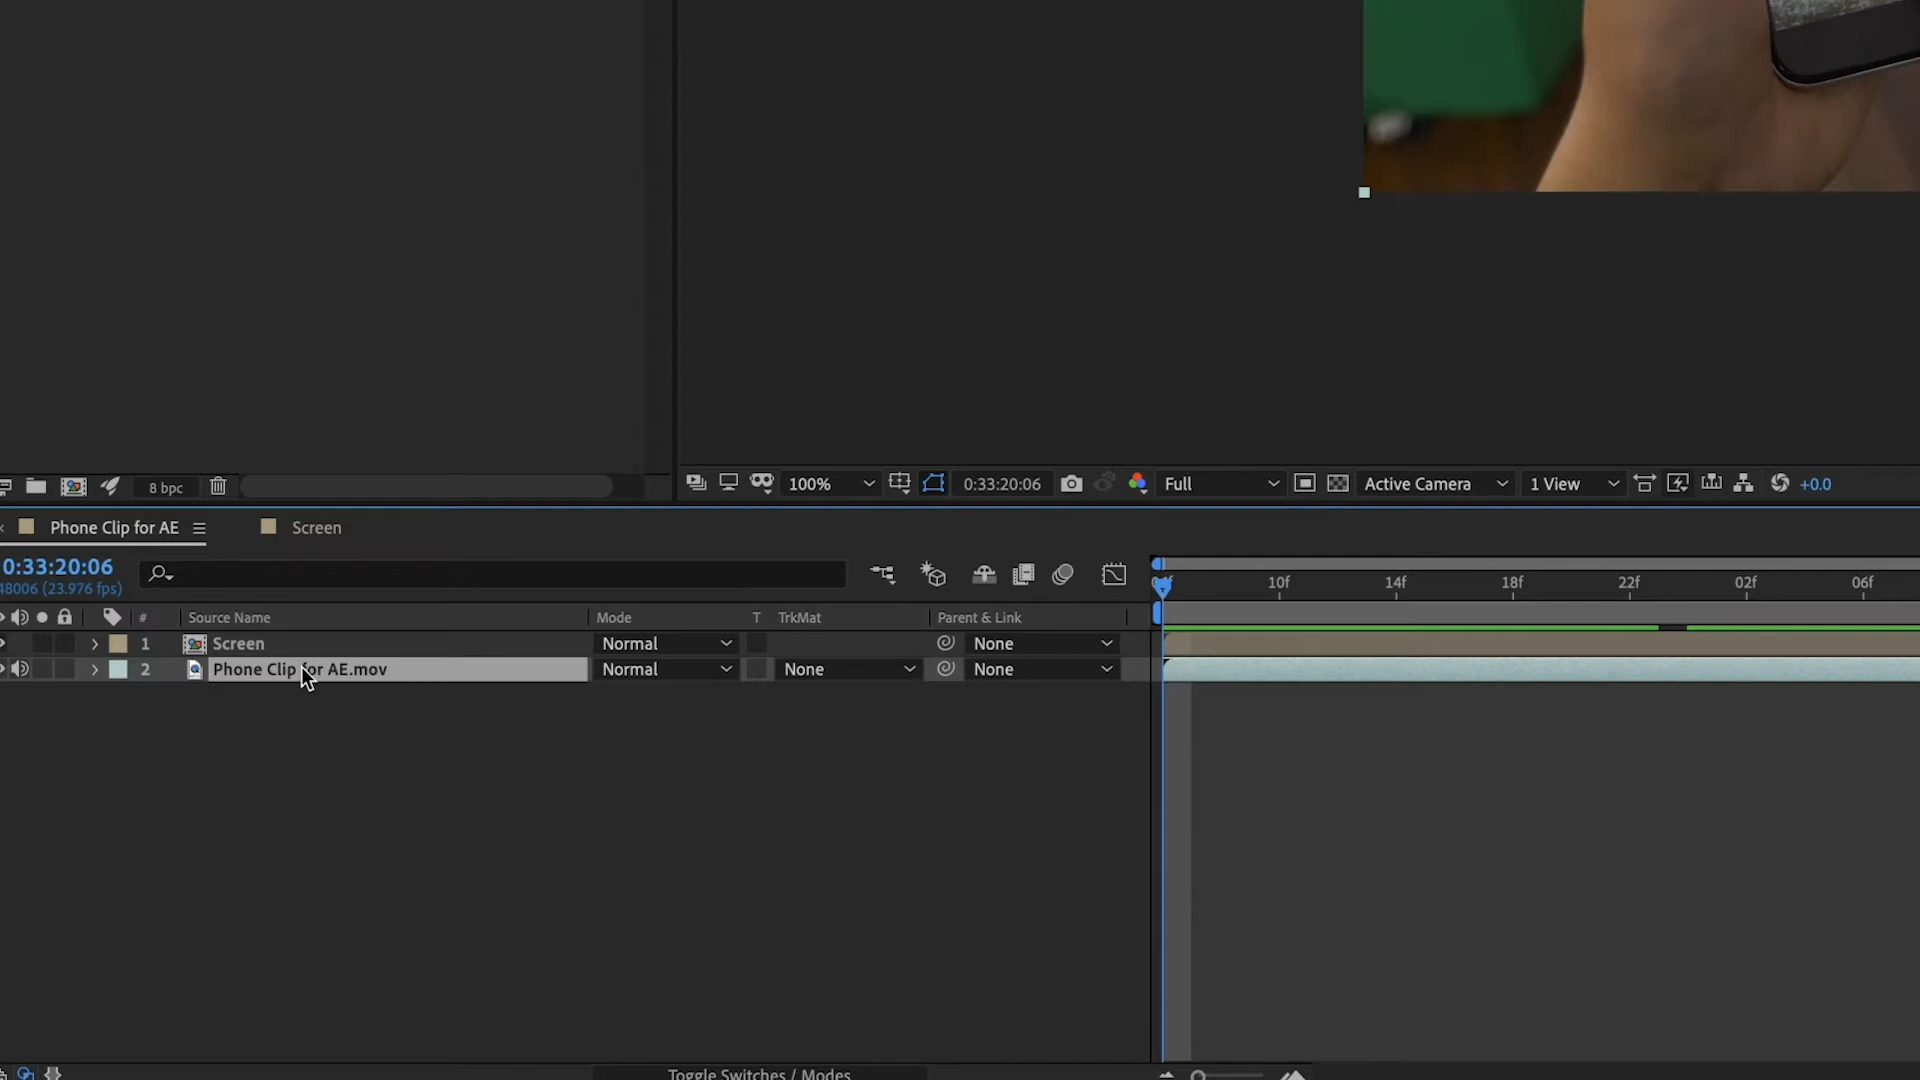 8 bpc
100%
0:33:20:06
Full
Active Camera
1 View
+0.0
Phone Clip for AE
Screen
0:33:20:06
48006 (23.976 fps)
10f
14f
18f
22f
02f
06f
#
Source Name
Mode
T
TrkMat
Parent & Link
1
Screen
Normal
None
2
Phone Clip for AE.mov
Normal
None
None
Toggle Switches / Modes